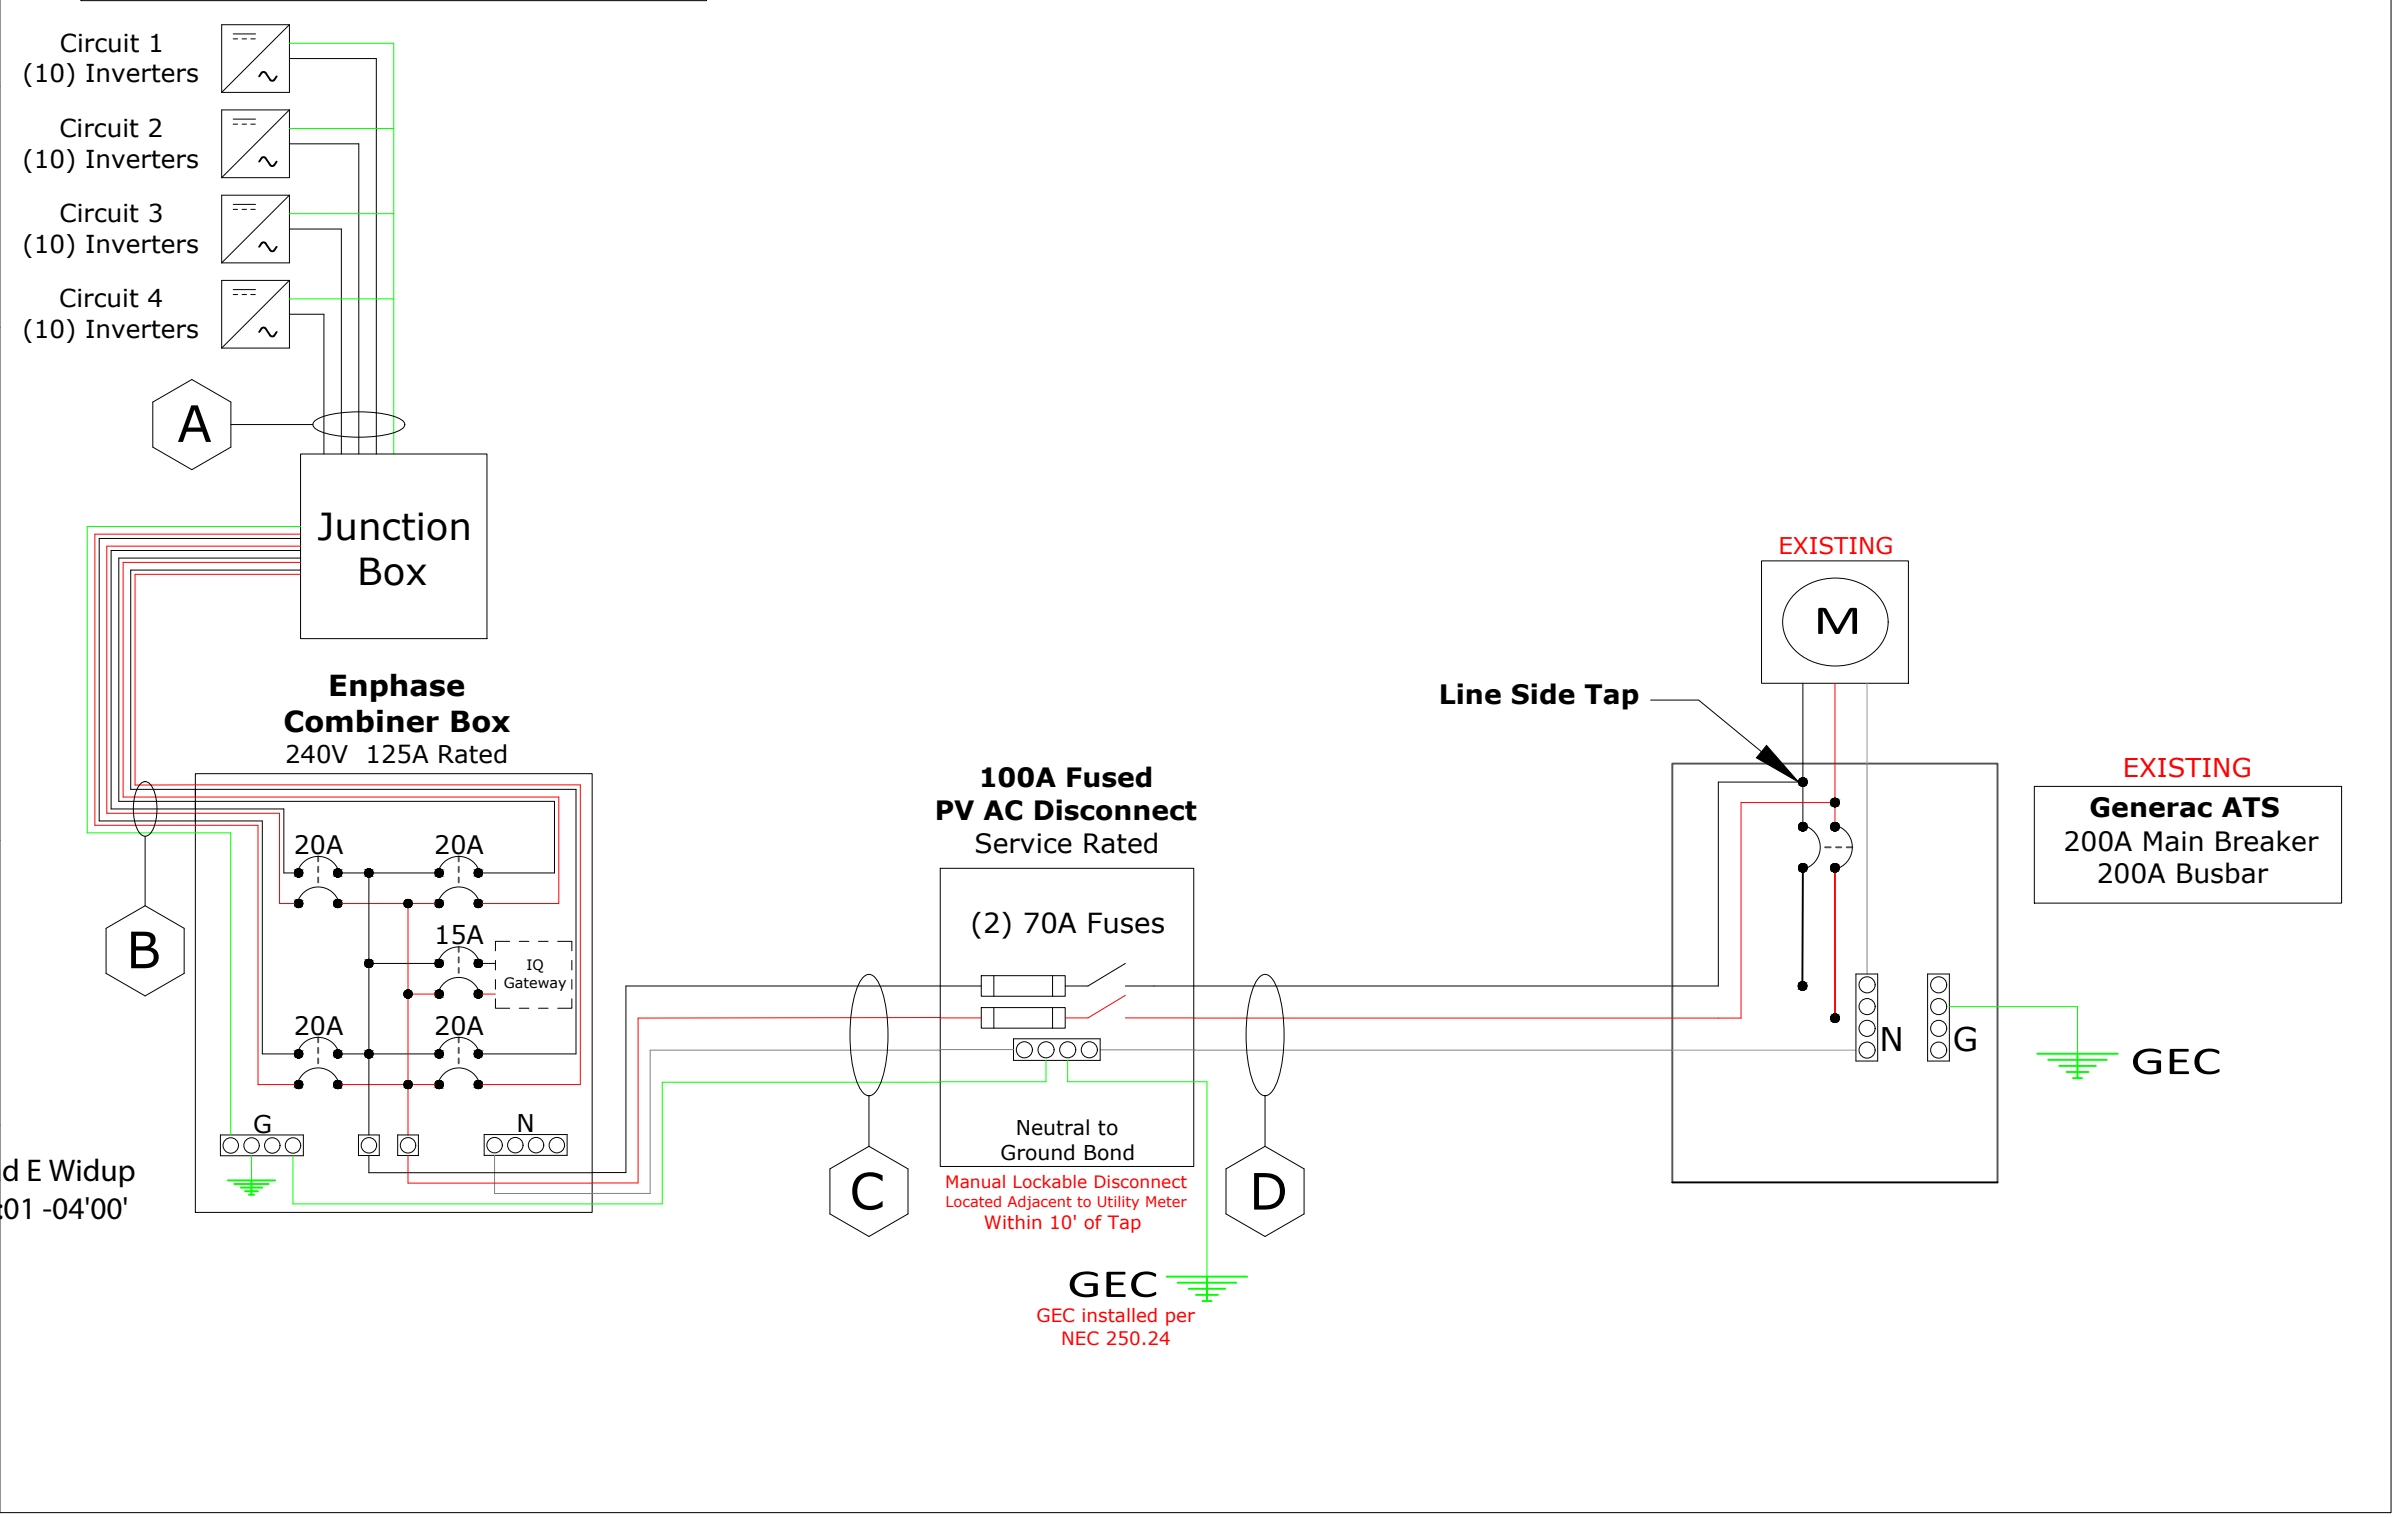 Circuit 1
(10) Inverters
Circuit 2
(10) Inverters
Circuit 3
(10) Inverters
Circuit 4
(10) Inverters
A
Junction
Box
Enphase
Combiner Box
240V 125A Rated
B
20A
20A
15A
IQ
Gateway
20A
20A
G
N
d E Widup
:01 -04'00'
C
100A Fused
PV AC Disconnect
Service Rated
(2) 70A Fuses
Neutral to
Ground Bond
Manual Lockable Disconnect
Located Adjacent to Utility Meter
Within 10' of Tap
GEC
GEC installed per
NEC 250.24
D
Line Side Tap
EXISTING
M
N
G
GEC
EXISTING
Generac ATS
200A Main Breaker
200A Busbar